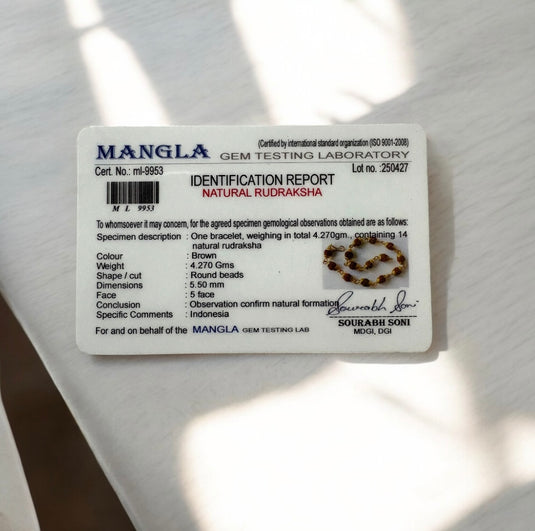 (Certified by international standard organization (ISO 9001-2008)
MANGLA GEM TESTING LABORATORY
Cert. No.: ml-9953
Lot no. :250427
IDENTIFICATION REPORT
NATURAL RUDRAKSHA
M L 9953
To whomsoever it may concern, for the agreed specimen gemological observations obtained are as follows:
Specimen description : One bracelet, weighing in total 4.270gm., containing 14
natural rudraksha
Colour : Brown
Weight : 4.270 Gms
Shape / cut : Round beads
Dimensions : 5.50 mm
Face : 5 face
Conclusion : Observation confirm natural formation
Specific Comments : Indonesia
Sourabh Soni
For and on behalf of the MANGLA GEM TESTING LAB
SOURABH SONI
MDGI, DGI